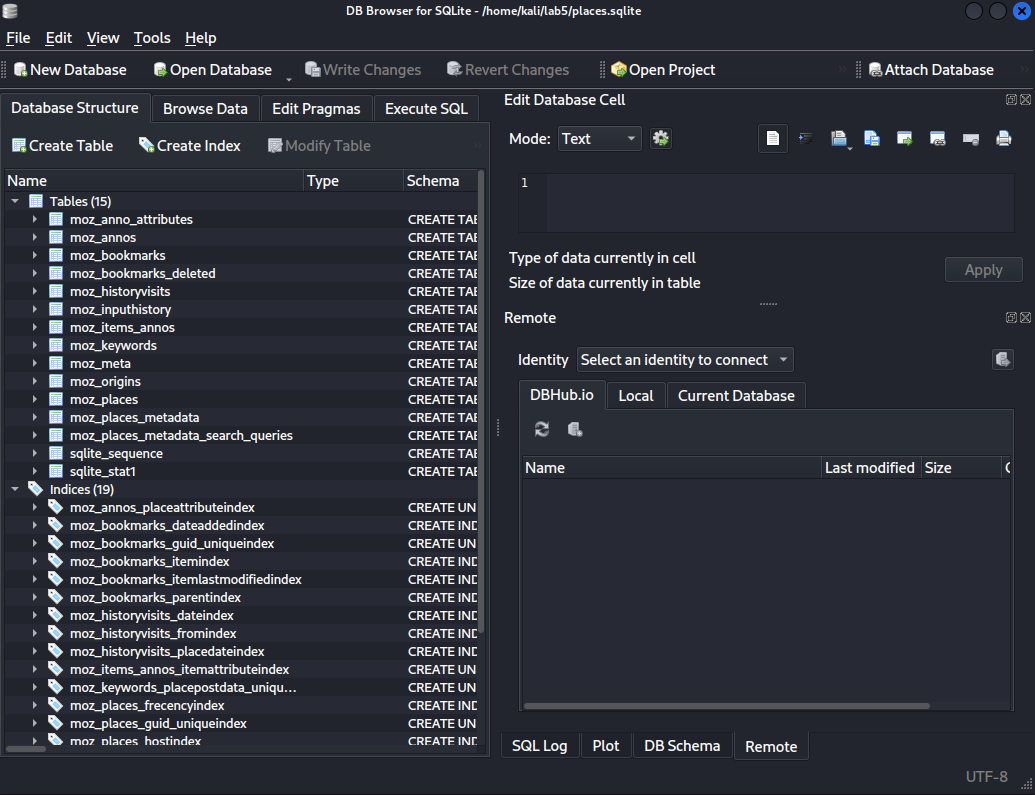 DB Browser for SQLite - /home/kali/lab5/places.sqlite
File Edit View Tools Help
New Database Open Database Write Changes Revert Changes Open Project Attach Database
Database Structure Browse Data Edit Pragmas Execute SQL
Create Table Create Index Modify Table
Name Type Schema
Tables (15)
moz_anno_attributes CREATE TAB
moz_annos CREATE TAB
moz_bookmarks CREATE TAB
moz_bookmarks_deleted CREATE TAB
moz_historyvisits CREATE TAB
moz_inputhistory CREATE TAB
moz_items_annos CREATE TAB
moz_keywords CREATE TAB
moz_meta CREATE TAB
moz_origins CREATE TAB
moz_places CREATE TAB
moz_places_metadata CREATE TAB
moz_places_metadata_search_queries CREATE TAB
sqlite_sequence CREATE TAB
sqlite_stat1 CREATE TAB
Indices (19)
moz_annos_placeattributeindex CREATE UN
moz_bookmarks_dateaddedindex CREATE IND
moz_bookmarks_guid_uniqueindex CREATE UN
moz_bookmarks_itemindex CREATE IND
moz_bookmarks_itemlastmodifiedindex CREATE IND
moz_bookmarks_parentindex CREATE IND
moz_historyvisits_dateindex CREATE IND
moz_historyvisits_fromindex CREATE IND
moz_historyvisits_placedateindex CREATE IND
moz_items_annos_itemattributeindex CREATE UN
moz_keywords_placepostdata_uniqu... CREATE UN
moz_places_frecencyindex CREATE IND
moz_places_guid_uniqueindex CREATE UN
moz_places_hostindex CREATE IND
Edit Database Cell
Mode: Text
1
Type of data currently in cell
Size of data currently in table
Apply
Remote
Identity Select an identity to connect
DBHub.io Local Current Database
Name Last modified Size C
SQL Log Plot DB Schema Remote
UTF-8